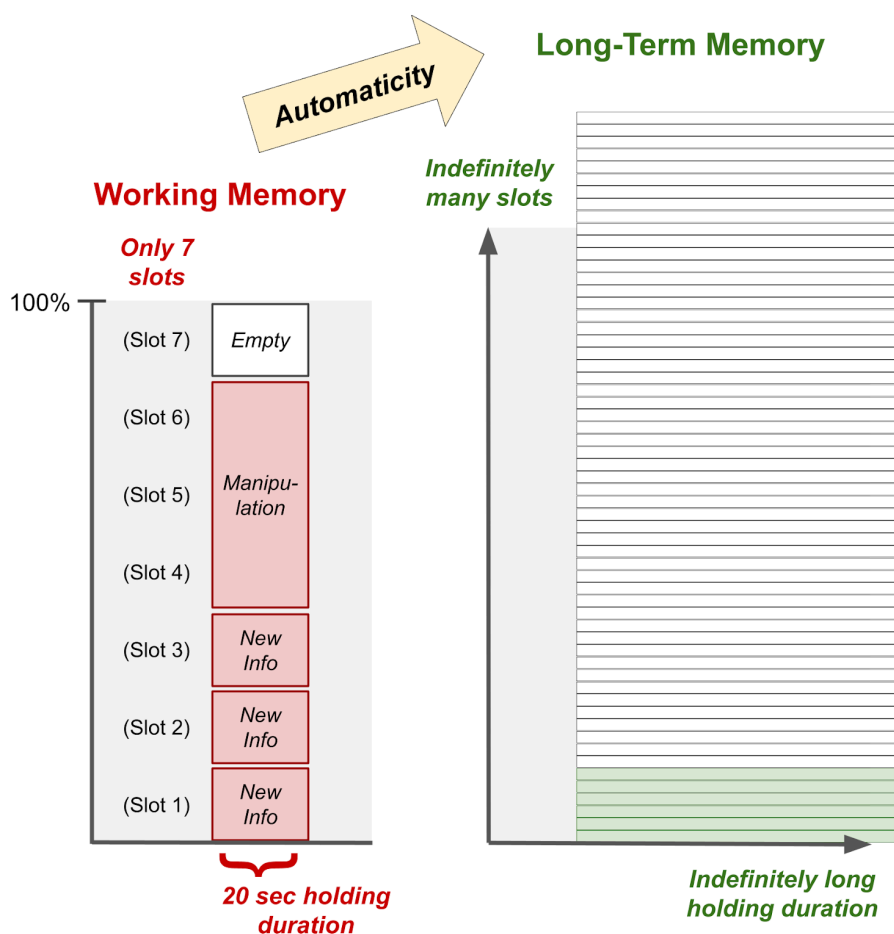 Automaticity
Long-Term Memory
Working Memory
Indefinitely
many slots
Only 7
slots
100%
(Slot 7)
Empty
(Slot 6)
(Slot 5)
Manipu-
lation
(Slot 4)
(Slot 3)
New
Info
(Slot 2)
New
Info
(Slot 1)
New
Info
20 sec holding
duration
Indefinitely long
holding duration